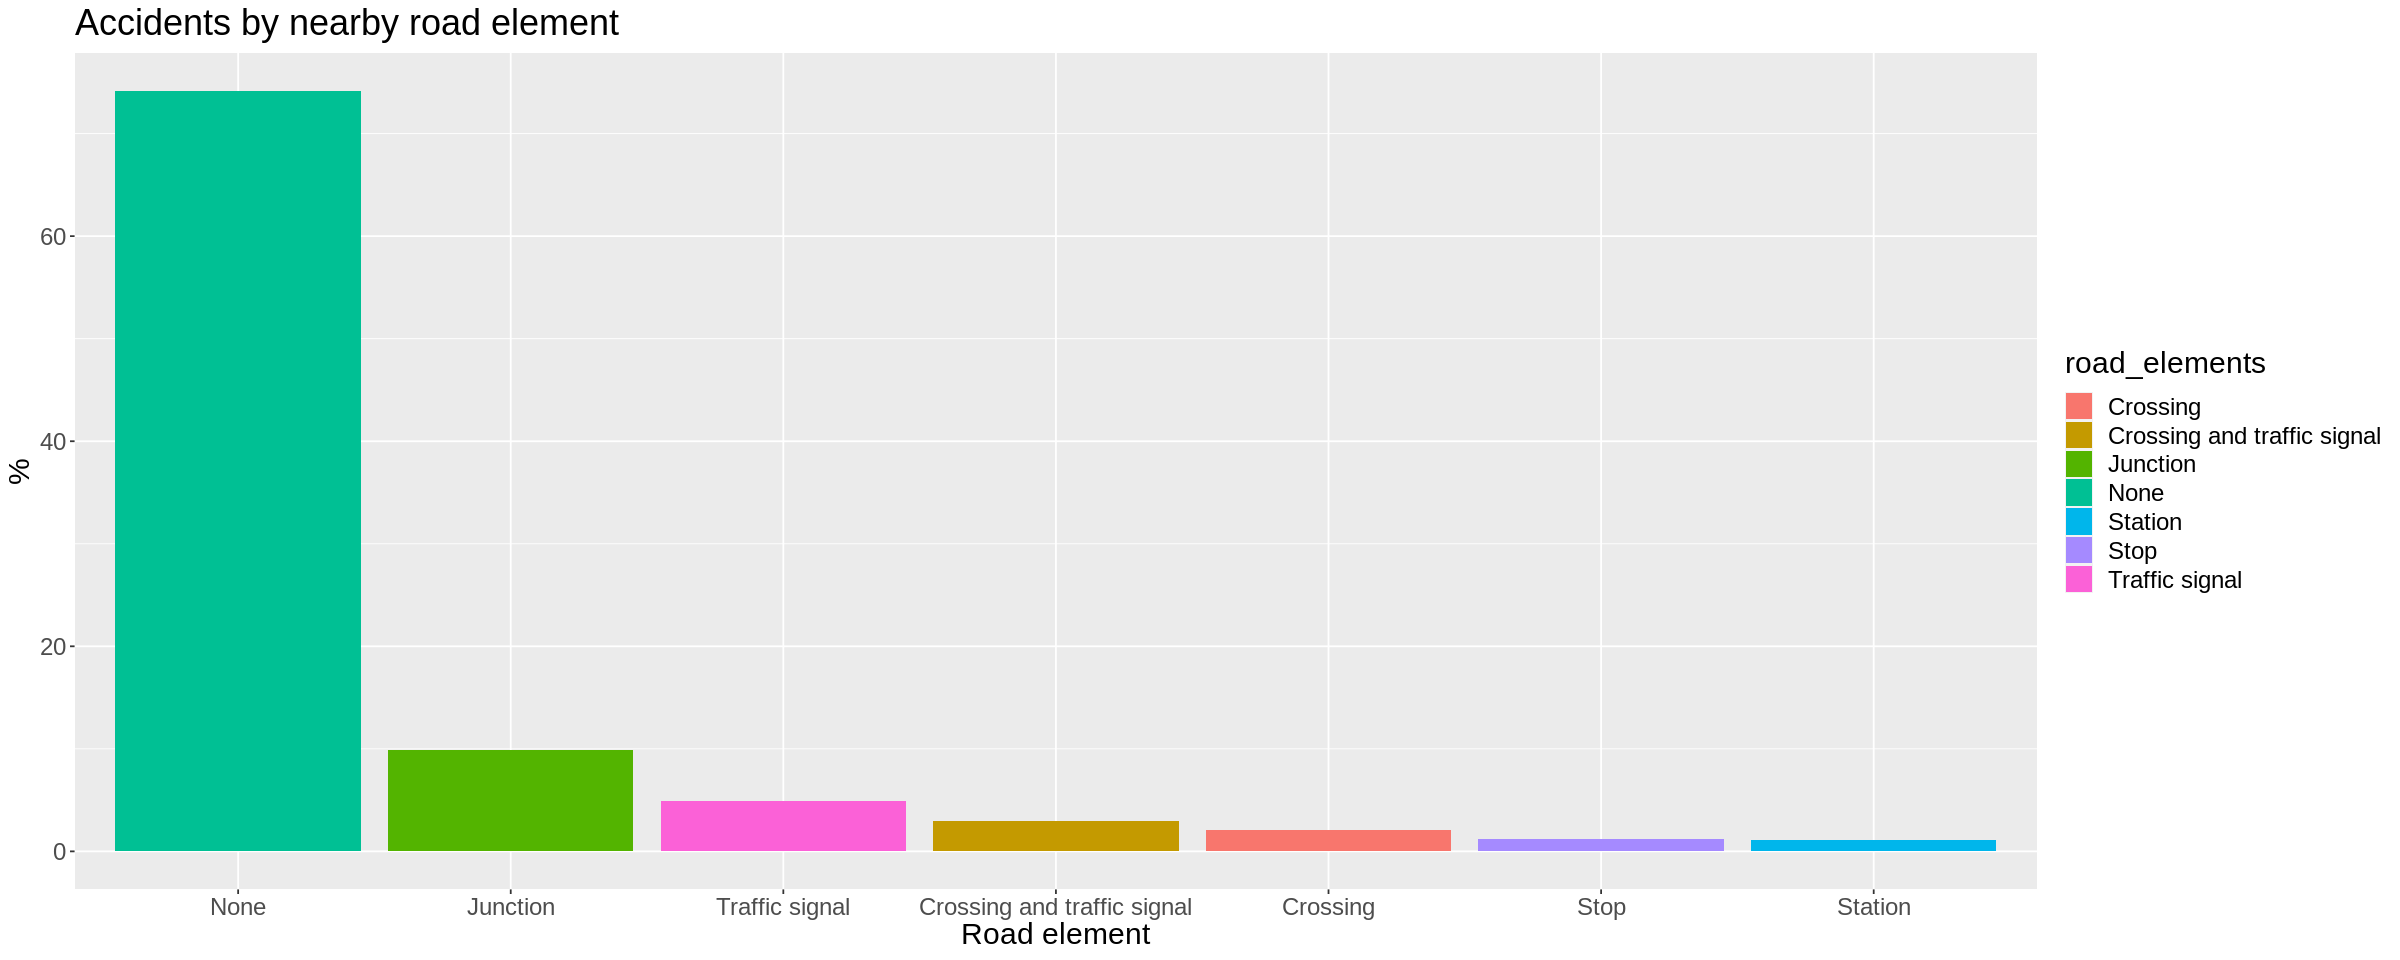 Accidents by nearby road element
%
60
40
20
0
None
Junction
Traffic signal
Crossing and traffic signal
Crossing
Stop
Station
Road element
road_elements
Crossing
Crossing and traffic signal
Junction
None
Station
Stop
Traffic signal